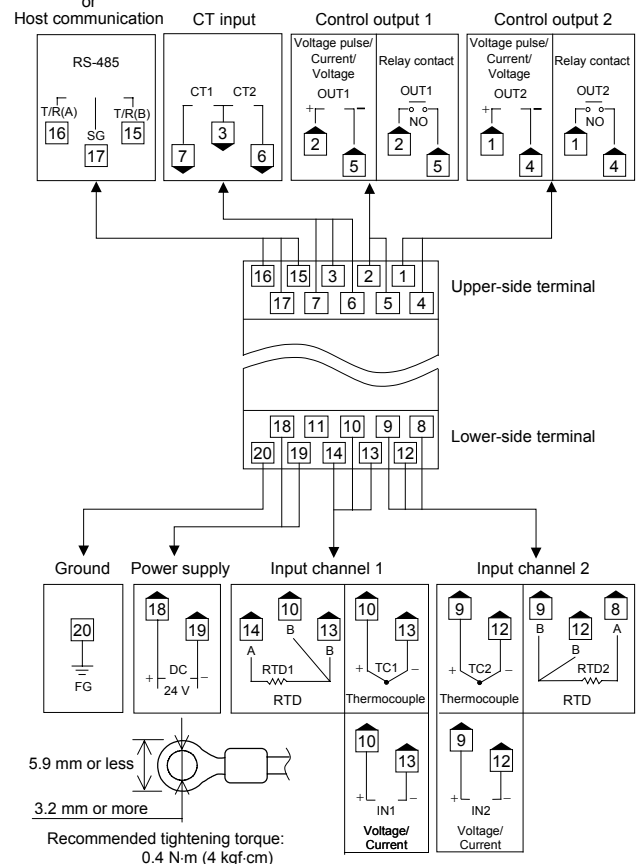 or
Host communication
CT input
Control output 1
Control output 2
RS-485
T/R(A)
SG
T/R(B)
16
17
15
CT1 CT2
7
3
6
Voltage pulse/
Current/
Voltage
OUT1
+ −
2
5
Relay contact
OUT1
NO
2
5
Voltage pulse/
Current/
Voltage
OUT2
+ −
1
4
Relay contact
OUT2
NO
1
4
16 15 3 2 1
17 7 6 5 4
Upper-side terminal
18 11 10 9 8
20 19 14 13 12
Lower-side terminal
Ground
Power supply
Input channel 1
Input channel 2
20
FG
18
19
+ DC −
24 V
14
10
13
A
B
B
RTD1
RTD
10
13
+ TC1 −
Thermocouple
9
12
+ TC2 −
Thermocouple
9
12
8
B
B
A
RTD2
RTD
10
13
+ −
IN1
Voltage/
Current
9
12
+ −
IN2
Voltage/
Current
5.9 mm or less
3.2 mm or more
Recommended tightening torque:
0.4 N·m (4 kgf·cm)